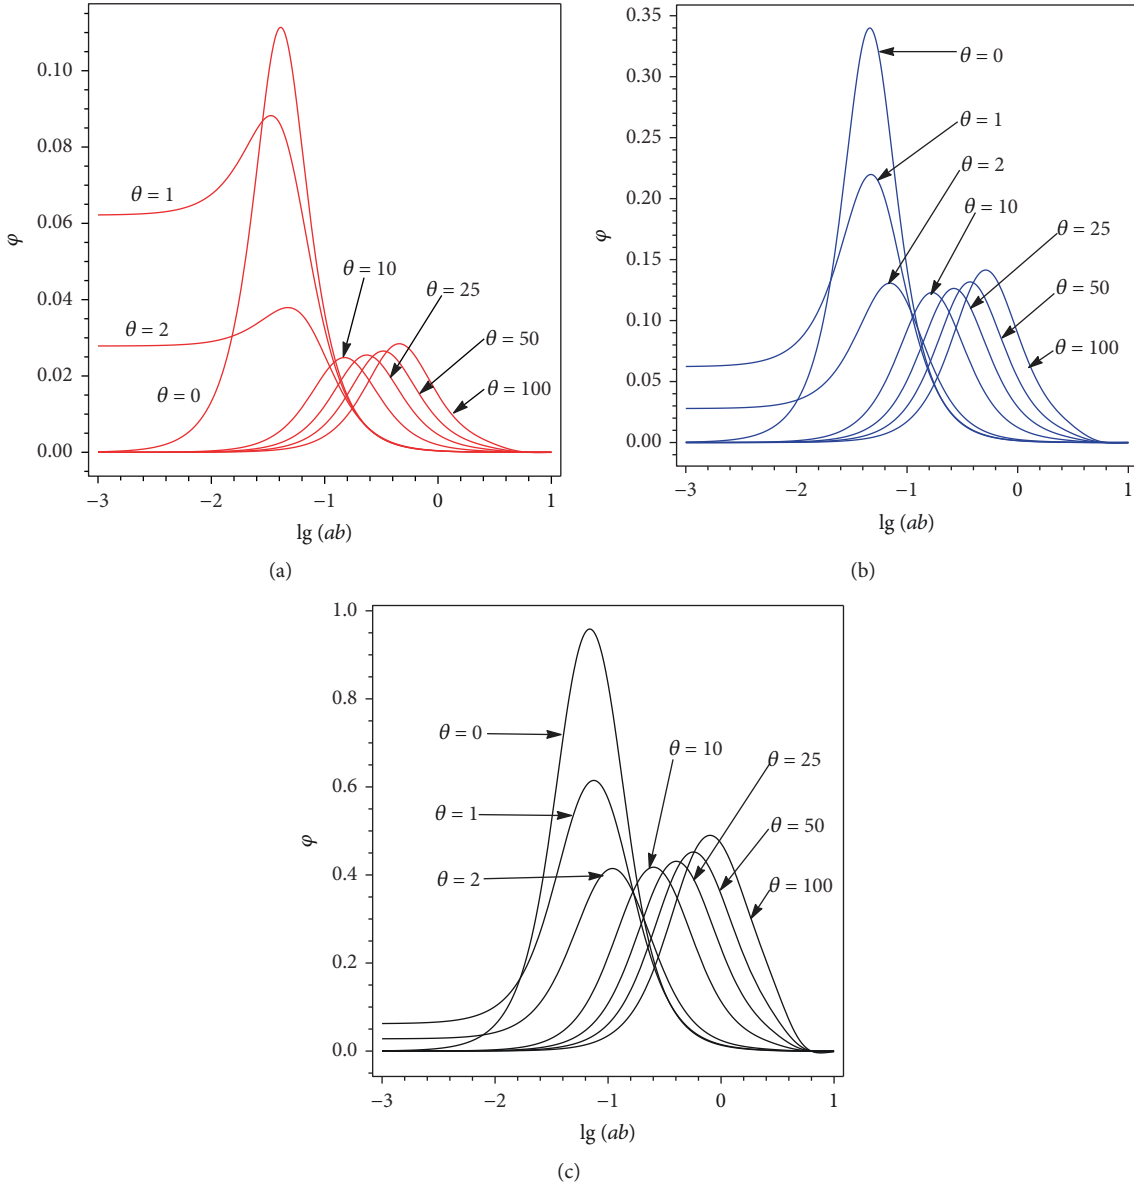 θ = 1
θ = 2
θ = 0
θ = 10
θ = 25
θ = 50
θ = 100
0.10
0.08
0.06
0.04
0.02
0.00
φ
−3
−2
−1
0
1
lg (ab)
(a)
θ = 0
θ = 1
θ = 2
θ = 10
θ = 25
θ = 50
θ = 100
0.35
0.30
0.25
0.20
0.15
0.10
0.05
0.00
φ
−3
−2
−1
0
1
lg (ab)
(b)
θ = 0
θ = 1
θ = 2
θ = 10
θ = 25
θ = 50
θ = 100
1.0
0.8
0.6
0.4
0.2
0.0
φ
−3
−2
−1
0
1
lg (ab)
(c)